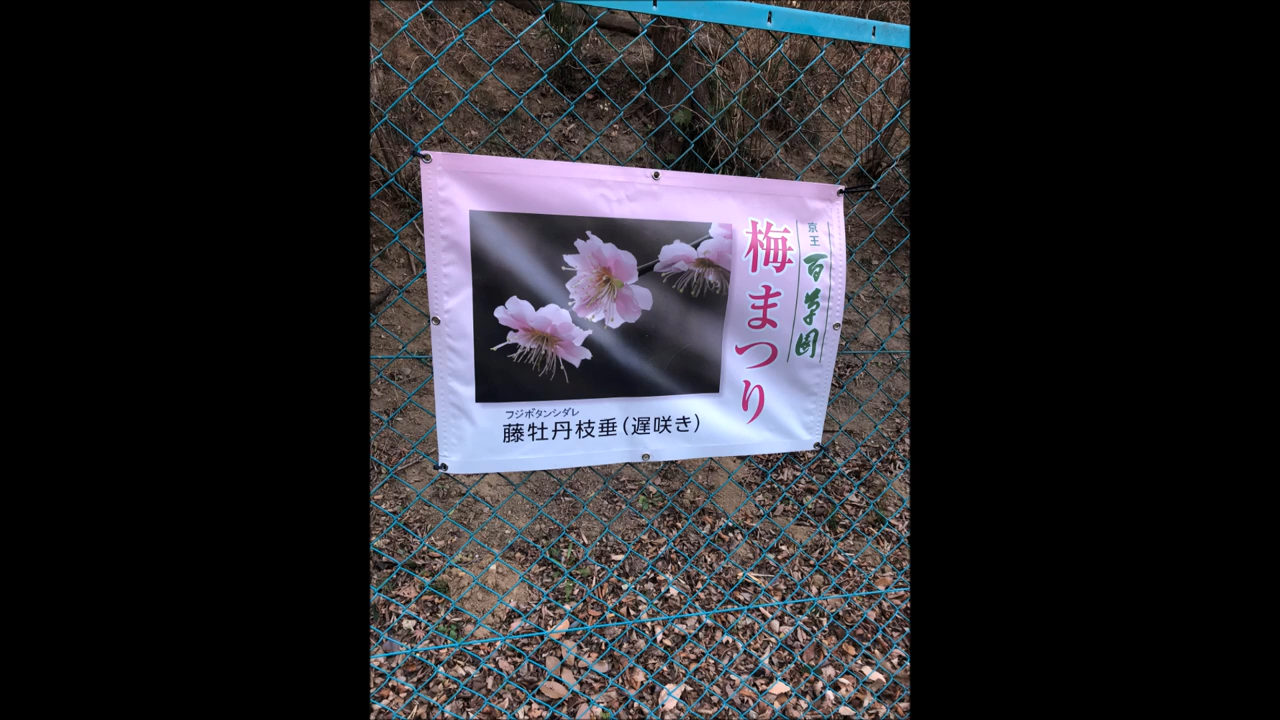 京王
百草園
梅まつり
フジボタンシダレ
藤牡丹枝垂（遅咲き）